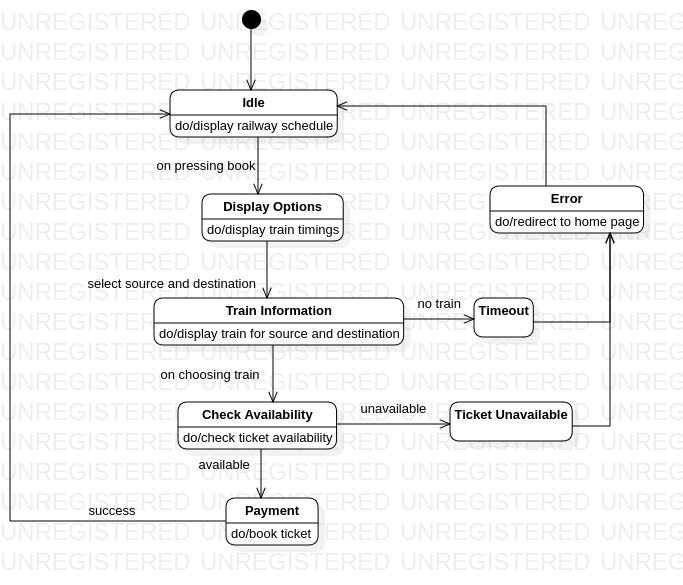 UNREGISTERED UNREGISTERED UNREGISTERED UNREGISTERED
Idle
do/display railway schedule
on pressing book
Display Options
do/display train timings
Error
do/redirect to home page
select source and destination
Train Information
do/display train for source and destination
no train
Timeout
on choosing train
Check Availability
do/check ticket availability
unavailable
Ticket Unavailable
available
Payment
do/book ticket
success